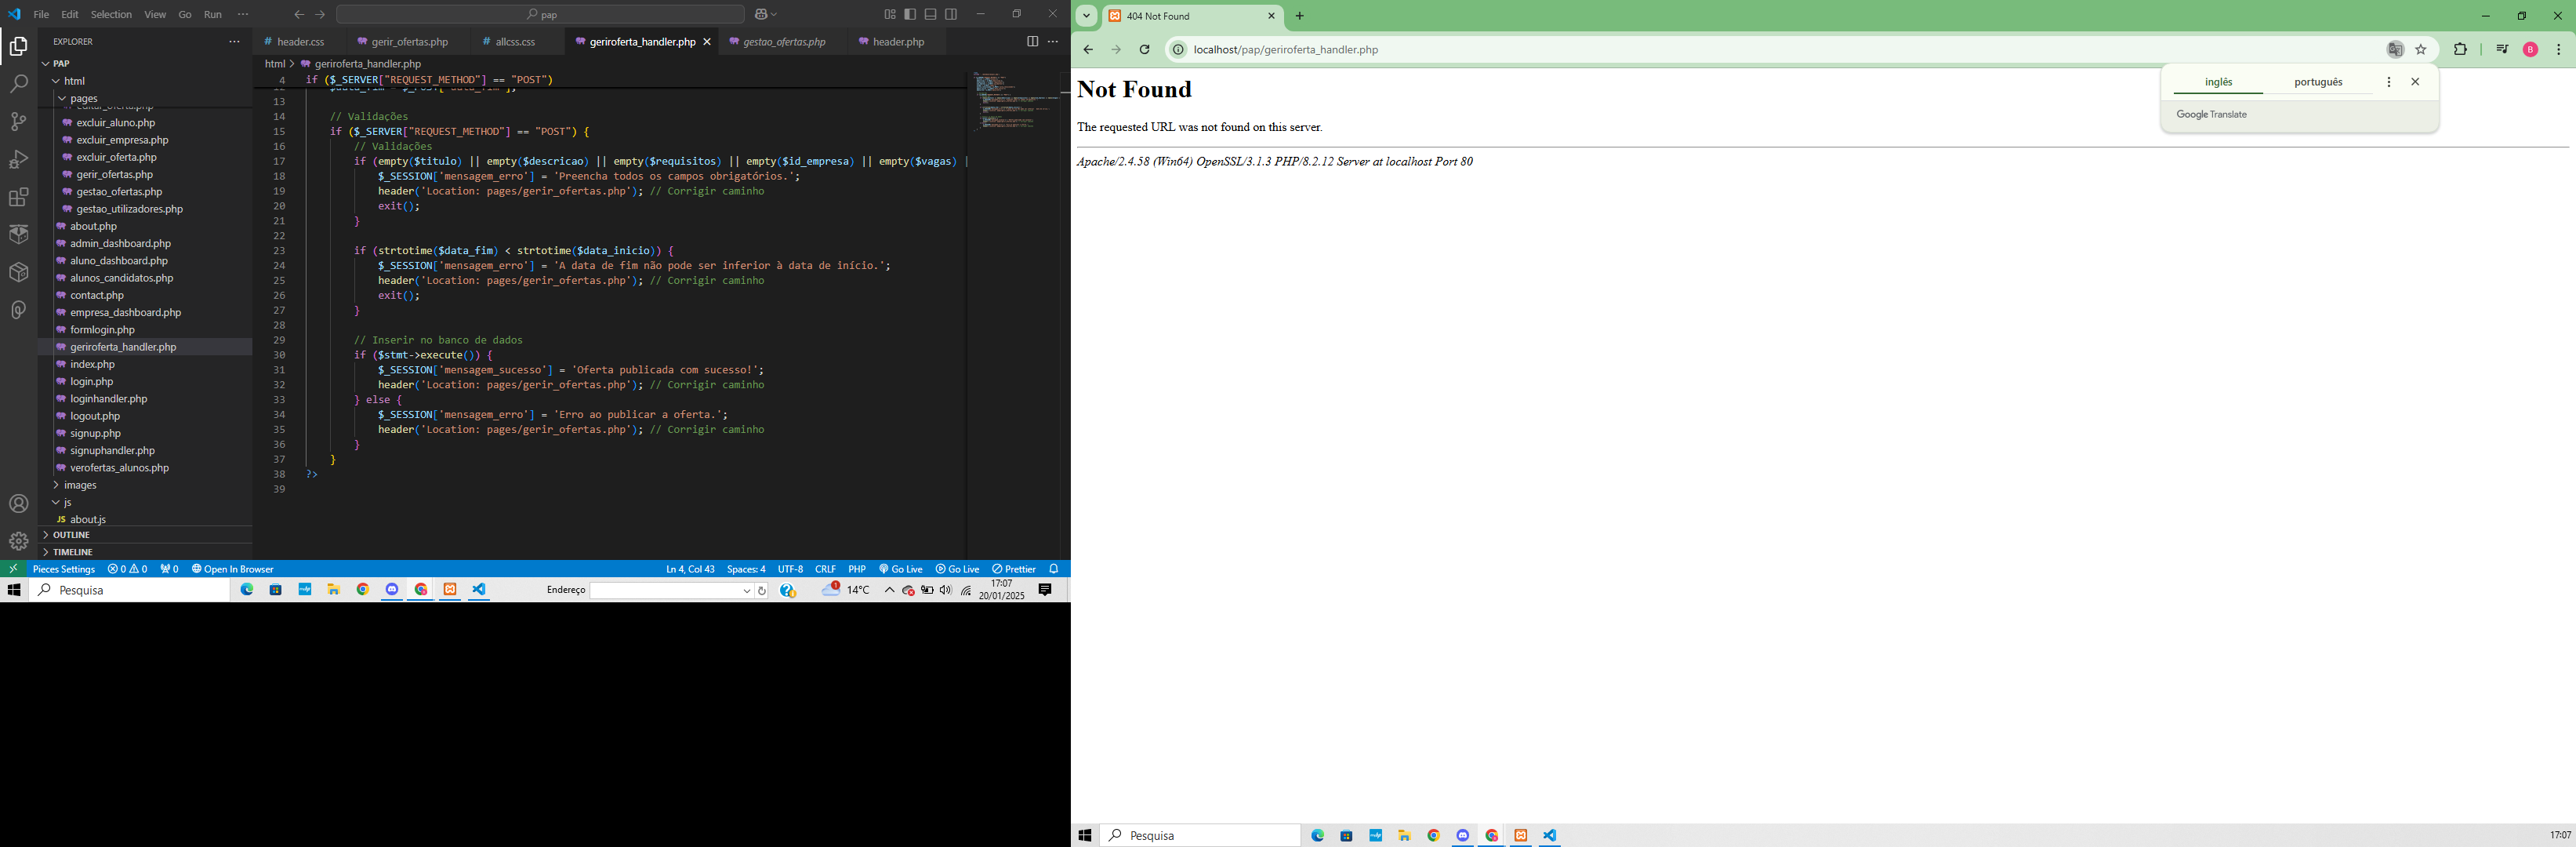 File Edit Selection View Go Run ··· pap
EXPLORER ···
PAP
html
pages
excluir_aluno.php
excluir_empresa.php
excluir_oferta.php
gerir_ofertas.php
gestao_ofertas.php
gestao_utilizadores.php
about.php
admin_dashboard.php
aluno_dashboard.php
alunos_candidatos.php
contact.php
empresa_dashboard.php
formlogin.php
geriroferta_handler.php
index.php
login.php
loginhandler.php
logout.php
signup.php
signuphandler.php
verofertas_alunos.php
images
js
JS about.js
OUTLINE
TIMELINE
# header.css gerir_ofertas.php # allcss.css geriroferta_handler.php gestao_ofertas.php header.php ···
html > geriroferta_handler.php
4 if ($_SERVER["REQUEST_METHOD"] == "POST")
12 $data_fim = $_POST["data_fim"];
13
14 // Validações
15 if ($_SERVER["REQUEST_METHOD"] == "POST") {
16 // Validações
17 if (empty($titulo) || empty($descricao) || empty($requisitos) || empty($id_empresa) || empty($vagas) |
18 $_SESSION['mensagem_erro'] = 'Preencha todos os campos obrigatórios.';
19 header('Location: pages/gerir_ofertas.php'); // Corrigir caminho
20 exit();
21 }
22
23 if (strtotime($data_fim) < strtotime($data_inicio)) {
24 $_SESSION['mensagem_erro'] = 'A data de fim não pode ser inferior à data de início.';
25 header('Location: pages/gerir_ofertas.php'); // Corrigir caminho
26 exit();
27 }
28
29 // Inserir no banco de dados
30 if ($stmt->execute()) {
31 $_SESSION['mensagem_sucesso'] = 'Oferta publicada com sucesso!';
32 header('Location: pages/gerir_ofertas.php'); // Corrigir caminho
33 } else {
34 $_SESSION['mensagem_erro'] = 'Erro ao publicar a oferta.';
35 header('Location: pages/gerir_ofertas.php'); // Corrigir caminho
36 }
37 }
38 ?>
39
Pieces Settings 0 0 0 Open In Browser Ln 4, Col 43 Spaces: 4 UTF-8 CRLF PHP Go Live Go Live Prettier
Pesquisa Endereço 1 14°C 17:07
20/01/2025
404 Not Found
localhost/pap/geriroferta_handler.php B
inglês português
Google Translate
Not Found
The requested URL was not found on this server.
Apache/2.4.58 (Win64) OpenSSL/3.1.3 PHP/8.2.12 Server at localhost Port 80
Pesquisa 17:07